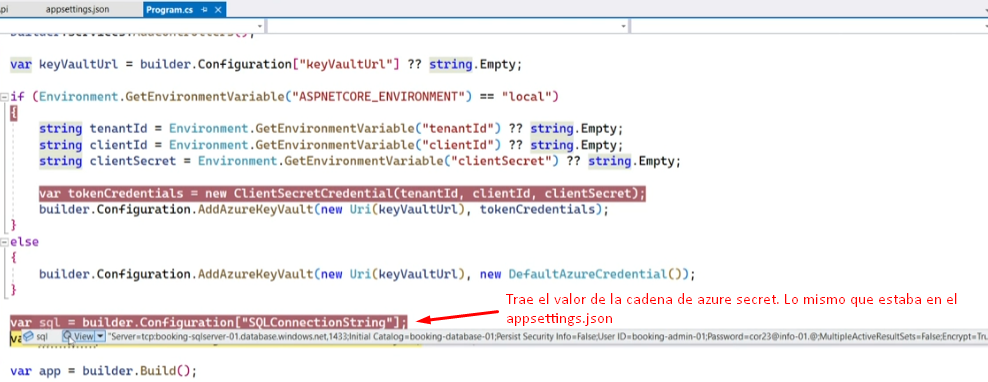 pi appsettings.json Program.cs
builder.Services.AddControllers();
var keyVaultUrl = builder.Configuration["keyVaultUrl"] ?? string.Empty;
if (Environment.GetEnvironmentVariable("ASPNETCORE_ENVIRONMENT") == "local")
{
string tenantId = Environment.GetEnvironmentVariable("tenantId") ?? string.Empty;
string clientId = Environment.GetEnvironmentVariable("clientId") ?? string.Empty;
string clientSecret = Environment.GetEnvironmentVariable("clientSecret") ?? string.Empty;
var tokenCredentials = new ClientSecretCredential(tenantId, clientId, clientSecret);
builder.Configuration.AddAzureKeyVault(new Uri(keyVaultUrl), tokenCredentials);
}
else
{
builder.Configuration.AddAzureKeyVault(new Uri(keyVaultUrl), new DefaultAzureCredential());
}
Trae el valor de la cadena de azure secret. Lo mismo que estaba en el
appsettings.json
var sql = builder.Configuration["SQLConnectionString"];
sql View "Server=tcp:booking-sqlserver-01.database.windows.net,1433;Initial Catalog=booking-database-01;Persist Security Info=False;User ID=booking-admin-01;Password=cor23@info-01.@;MultipleActiveResultSets=False;Encrypt=Tru
var app = builder.Build();